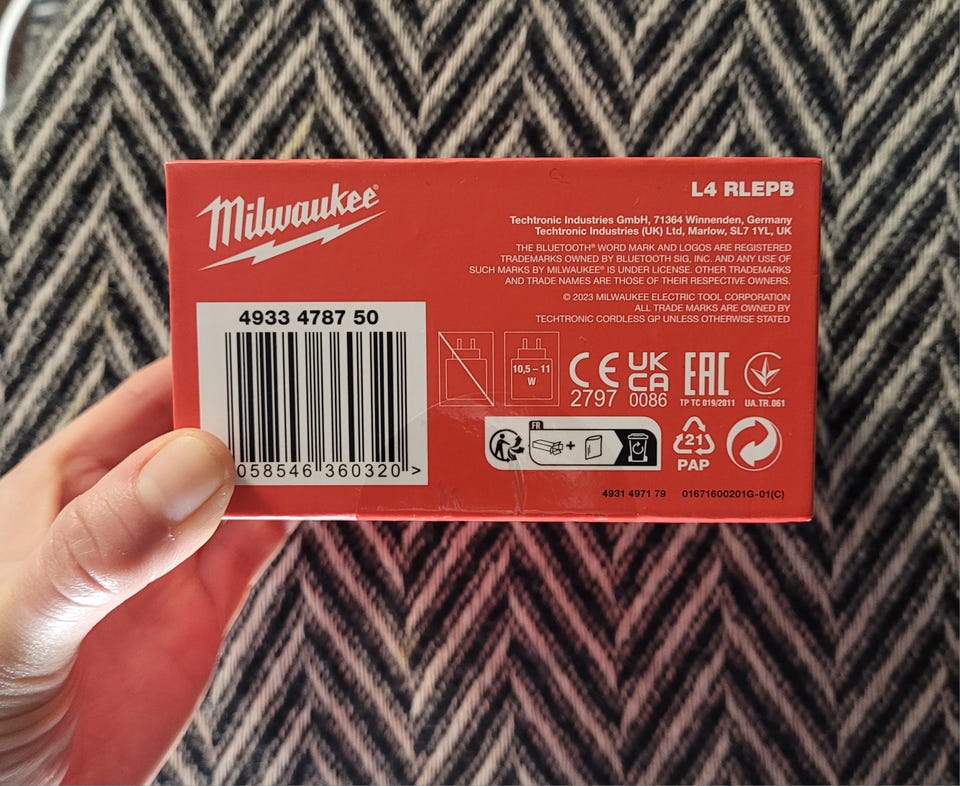 Milwaukee®
L4 RLEPB
Techtronic Industries GmbH, 71364 Winnenden, Germany
Techtronic Industries (UK) Ltd, Marlow, SL7 1YL, UK
THE BLUETOOTH® WORD MARK AND LOGOS ARE REGISTERED
TRADEMARKS OWNED BY BLUETOOTH SIG, INC. AND ANY USE OF
SUCH MARKS BY MILWAUKEE® IS UNDER LICENSE. OTHER TRADEMARKS
AND TRADE NAMES ARE THOSE OF THEIR RESPECTIVE OWNERS.
© 2023 MILWAUKEE ELECTRIC TOOL CORPORATION
ALL TRADE MARKS ARE OWNED BY
TECHTRONIC CORDLESS GP UNLESS OTHERWISE STATED
4933 4787 50
058546 360320 >
10,5 – 11
W
CE
2797
UK
CA
0086
EAC
TP TC 019/2011
UA.TR.061
FR
+
21
PAP
4931 4971 79
01671600201G-01(C)